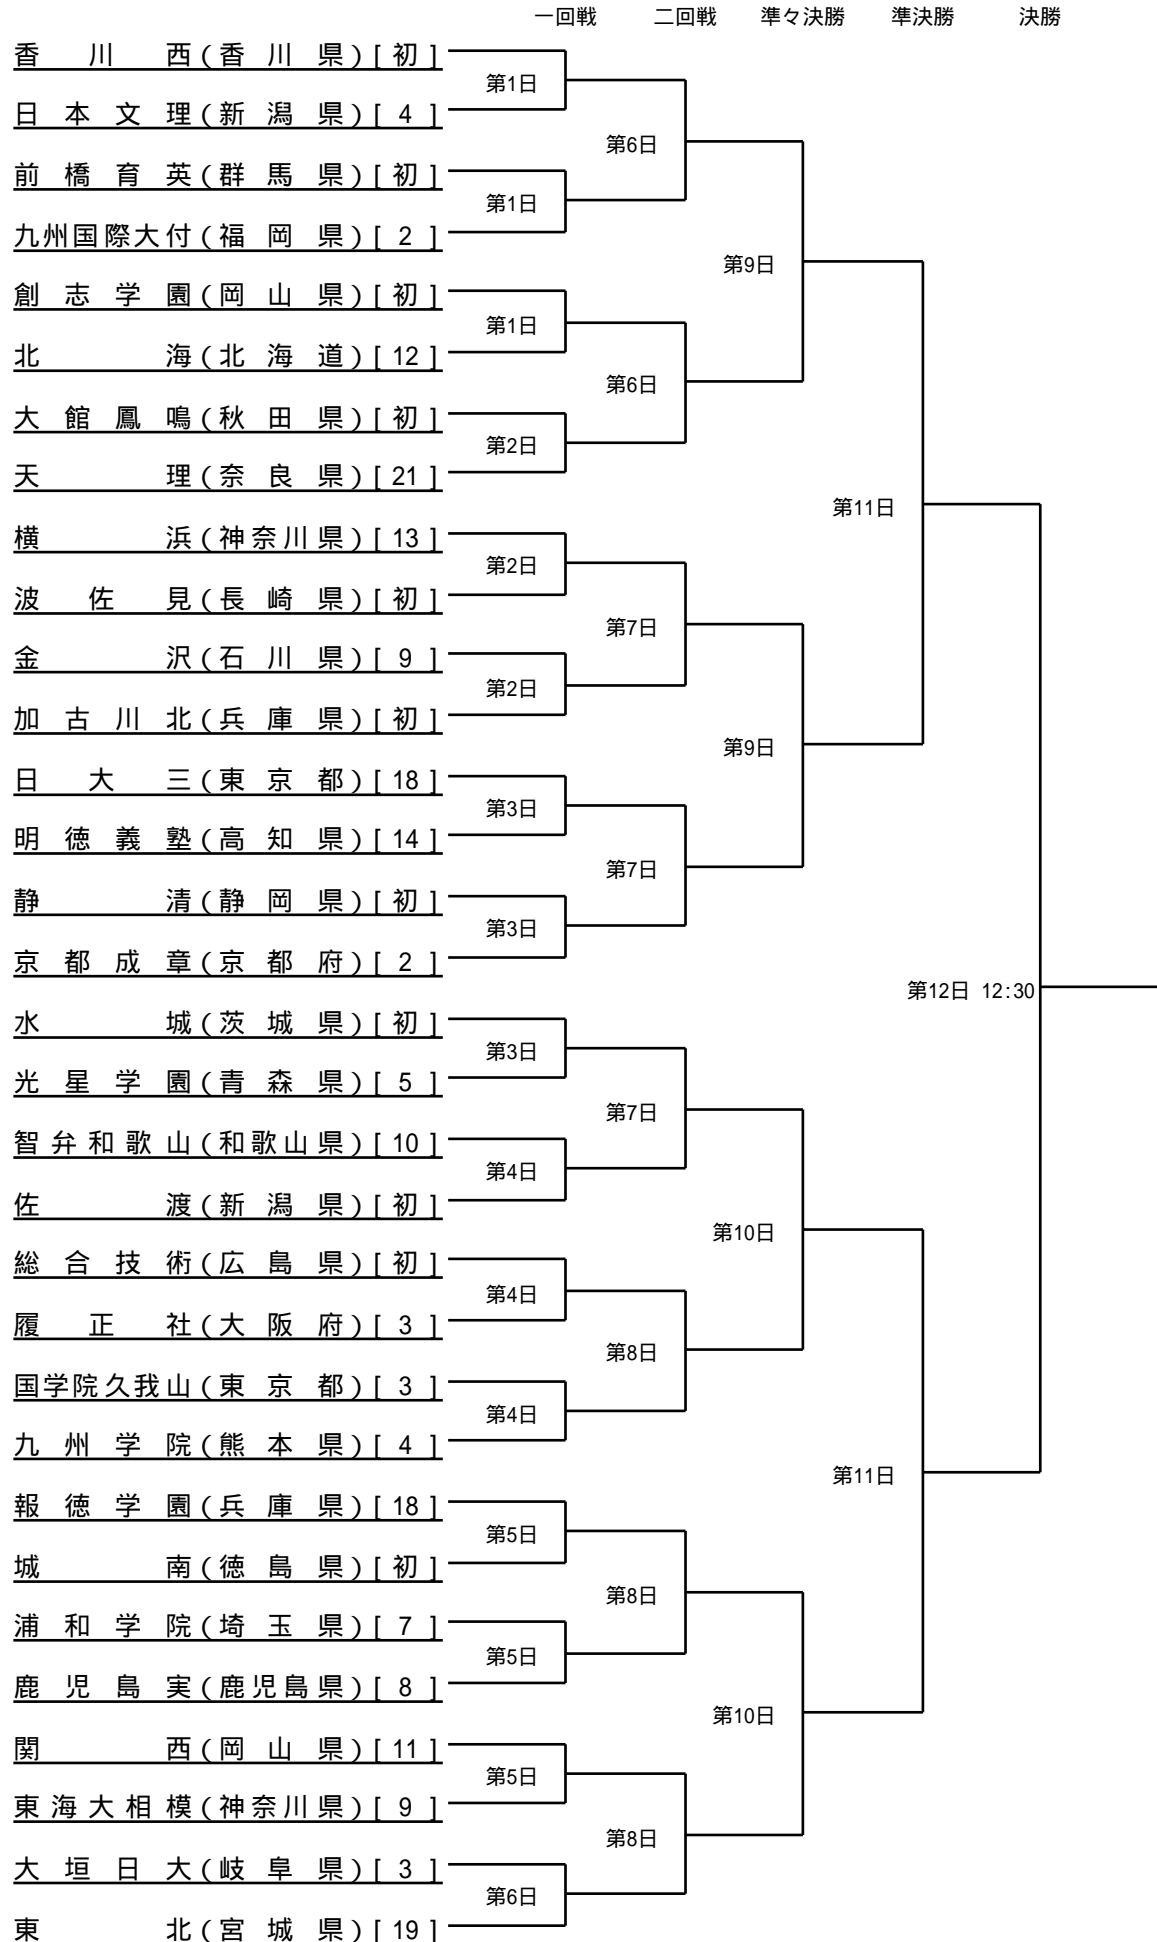 一回戦 二回戦 準々決勝 準決勝 決勝
香川西(香川県)[初]
第1日
日本文理(新潟県)[4]
第6日
前橋育英(群馬県)[初]
第1日
九州国際大付(福岡県)[2]
第9日
創志学園(岡山県)[初]
第1日
北海(北海道)[12]
第6日
大館鳳鳴(秋田県)[初]
第2日
天理(奈良県)[21]
第11日
横浜(神奈川県)[13]
第2日
波佐見(長崎県)[初]
第7日
金沢(石川県)[9]
第2日
加古川北(兵庫県)[初]
第9日
日大三(東京都)[18]
第3日
明徳義塾(高知県)[14]
第7日
静清(静岡県)[初]
第3日
京都成章(京都府)[2]
第12日 12:30
水城(茨城県)[初]
第3日
光星学園(青森県)[5]
第7日
智弁和歌山(和歌山県)[10]
第4日
佐渡(新潟県)[初]
第10日
総合技術(広島県)[初]
第4日
履正社(大阪府)[3]
第8日
国学院久我山(東京都)[3]
第4日
九州学院(熊本県)[4]
第11日
報徳学園(兵庫県)[18]
第5日
城南(徳島県)[初]
第8日
浦和学院(埼玉県)[7]
第5日
鹿児島実(鹿児島県)[8]
第10日
関西(岡山県)[11]
第5日
東海大相模(神奈川県)[9]
第8日
大垣日大(岐阜県)[3]
第6日
東北(宮城県)[19]